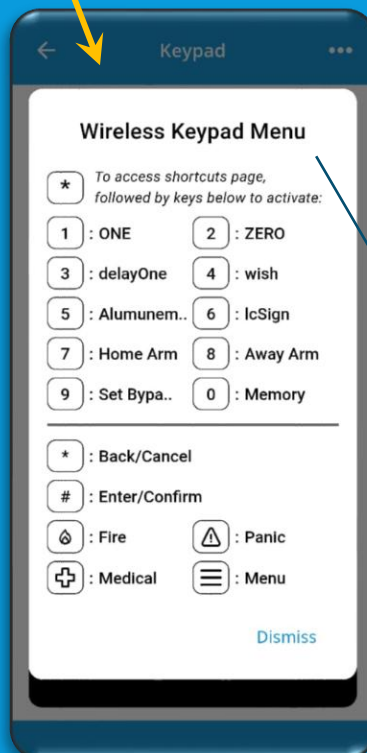 Keypad
Wireless Keypad Menu
* To access shortcuts page,
followed by keys below to activate:
1 : ONE 2 : ZERO
3 : delayOne 4 : wish
5 : Alumunem.. 6 : lcSign
7 : Home Arm 8 : Away Arm
9 : Set Bypa.. 0 : Memory
* : Back/Cancel
# : Enter/Confirm
: Fire : Panic
: Medical : Menu
Dismiss